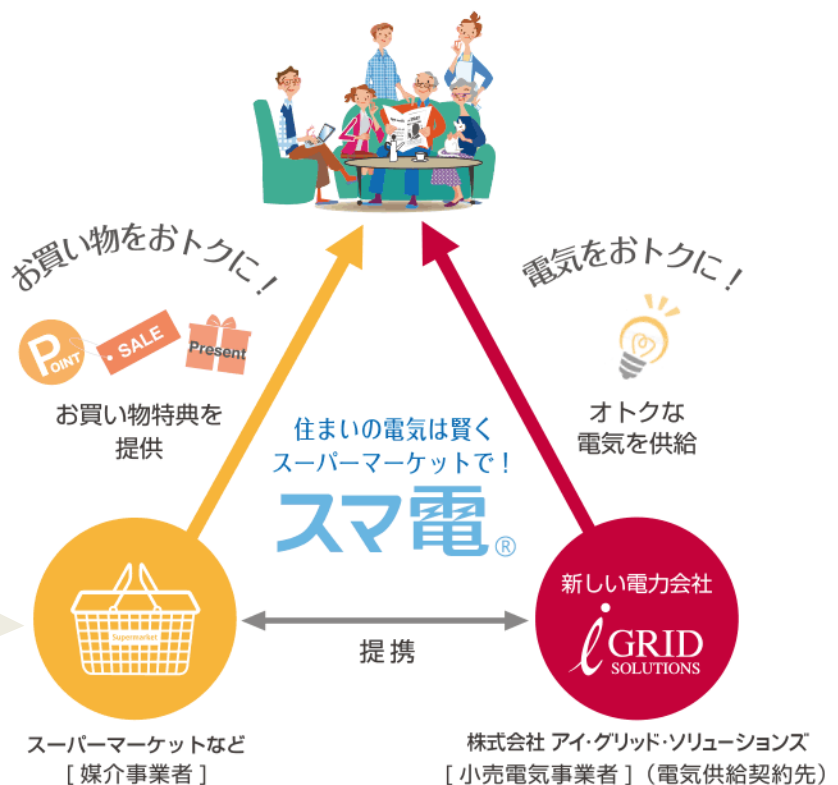 お買い物をおトクに！
電気をおトクに！
POINT
SALE
Present
お買い物特典を
提供
オトクな
電気を供給
住まいの電気は賢く
スーパーマーケットで！
スマ電®
Supermarket
提携
新しい電力会社
i GRID
SOLUTIONS
スーパーマーケットなど
[ 媒介事業者 ]
株式会社 アイ・グリッド・ソリューションズ
[ 小売電気事業者 ]（電気供給契約先）